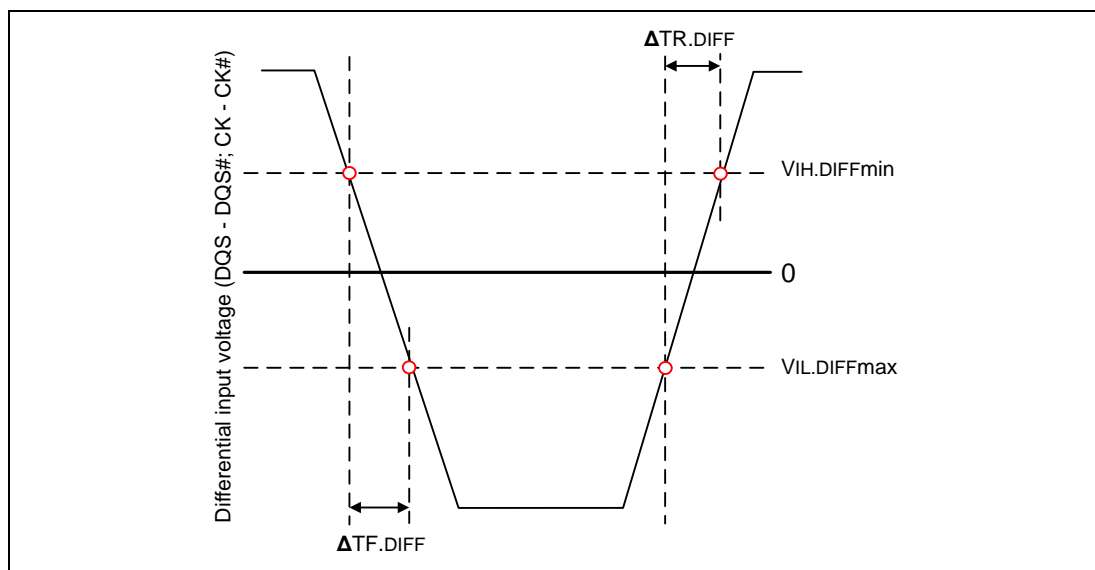 ΔTR.DIFF
Differential input voltage (DQS - DQS#; CK - CK#)
VIH.DIFFmin
0
VIL.DIFFmax
ΔTF.DIFF